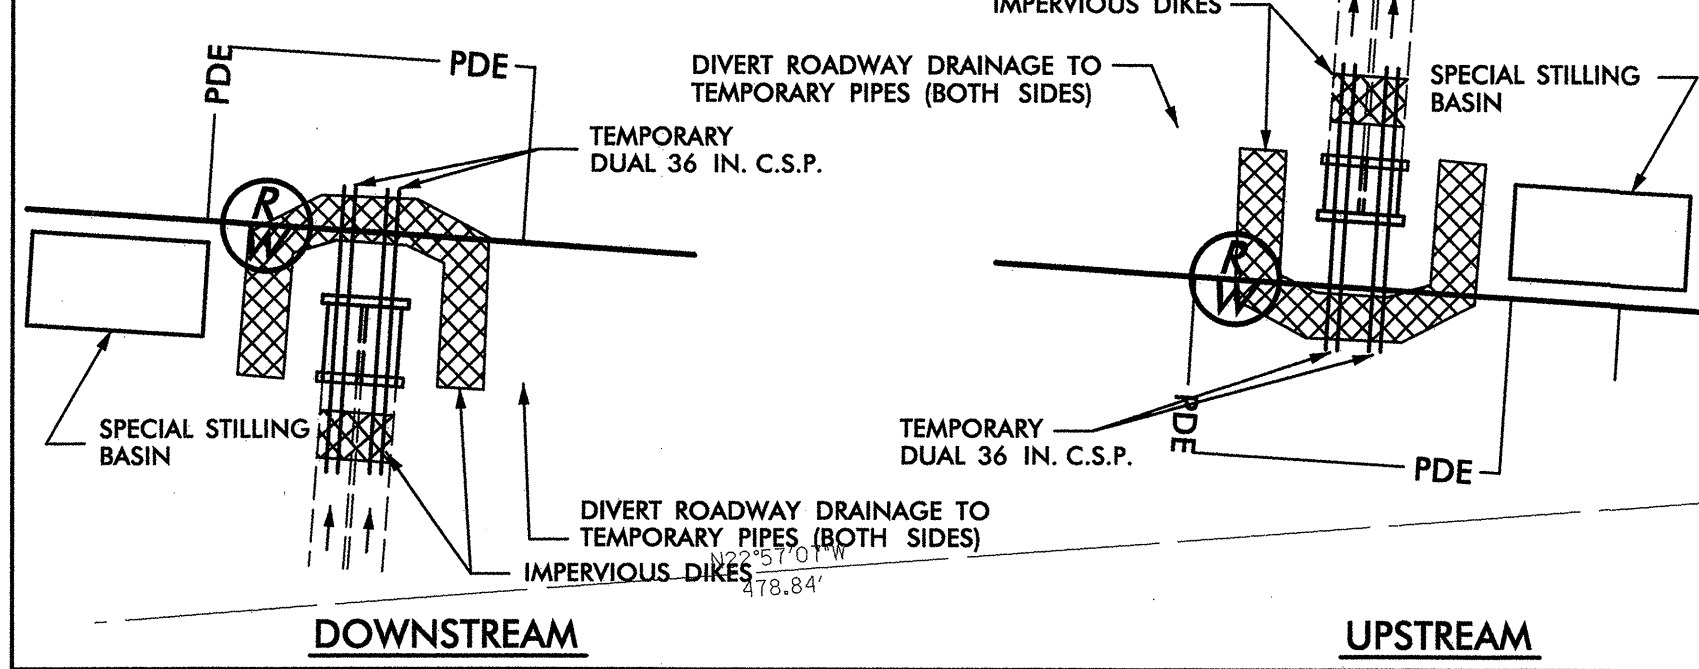 IMPERVIOUS DIKES
PDE
PDE
DIVERT ROADWAY DRAINAGE TO
TEMPORARY PIPES (BOTH SIDES)
SPECIAL STILLING
BASIN
TEMPORARY
DUAL 36 IN. C.S.P.
R
W
R
W
SPECIAL STILLING
BASIN
TEMPORARY
DUAL 36 IN. C.S.P.
PDE
PDE
DIVERT ROADWAY DRAINAGE TO
TEMPORARY PIPES (BOTH SIDES)
IMPERVIOUS DIKES
N22°57'07"W
478.84'
DOWNSTREAM
UPSTREAM